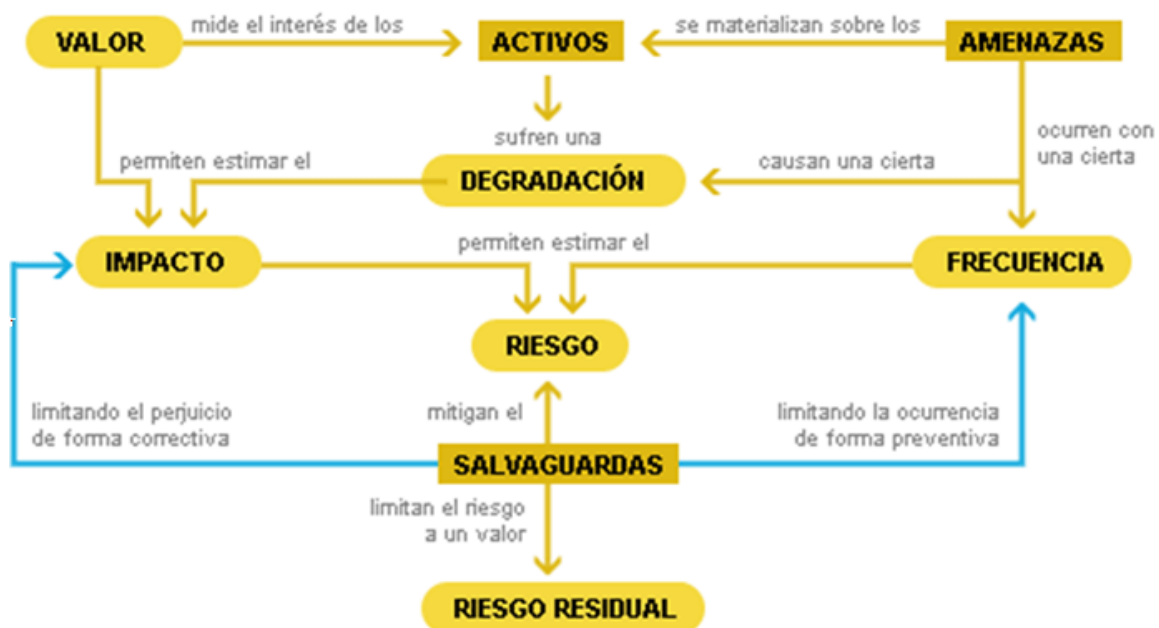 VALOR
mide el interés de los
ACTIVOS
se materializan sobre los
AMENAZAS
ocurren con
una cierta
sufren una
permiten estimar el
causan una cierta
DEGRADACIÓN
permiten estimar el
IMPACTO
FRECUENCIA
RIESGO
limitando el perjuicio
de forma correctiva
mitigan el
limitando la ocurrencia
de forma preventiva
SALVAGUARDAS
limitan el riesgo
a un valor
RIESGO RESIDUAL